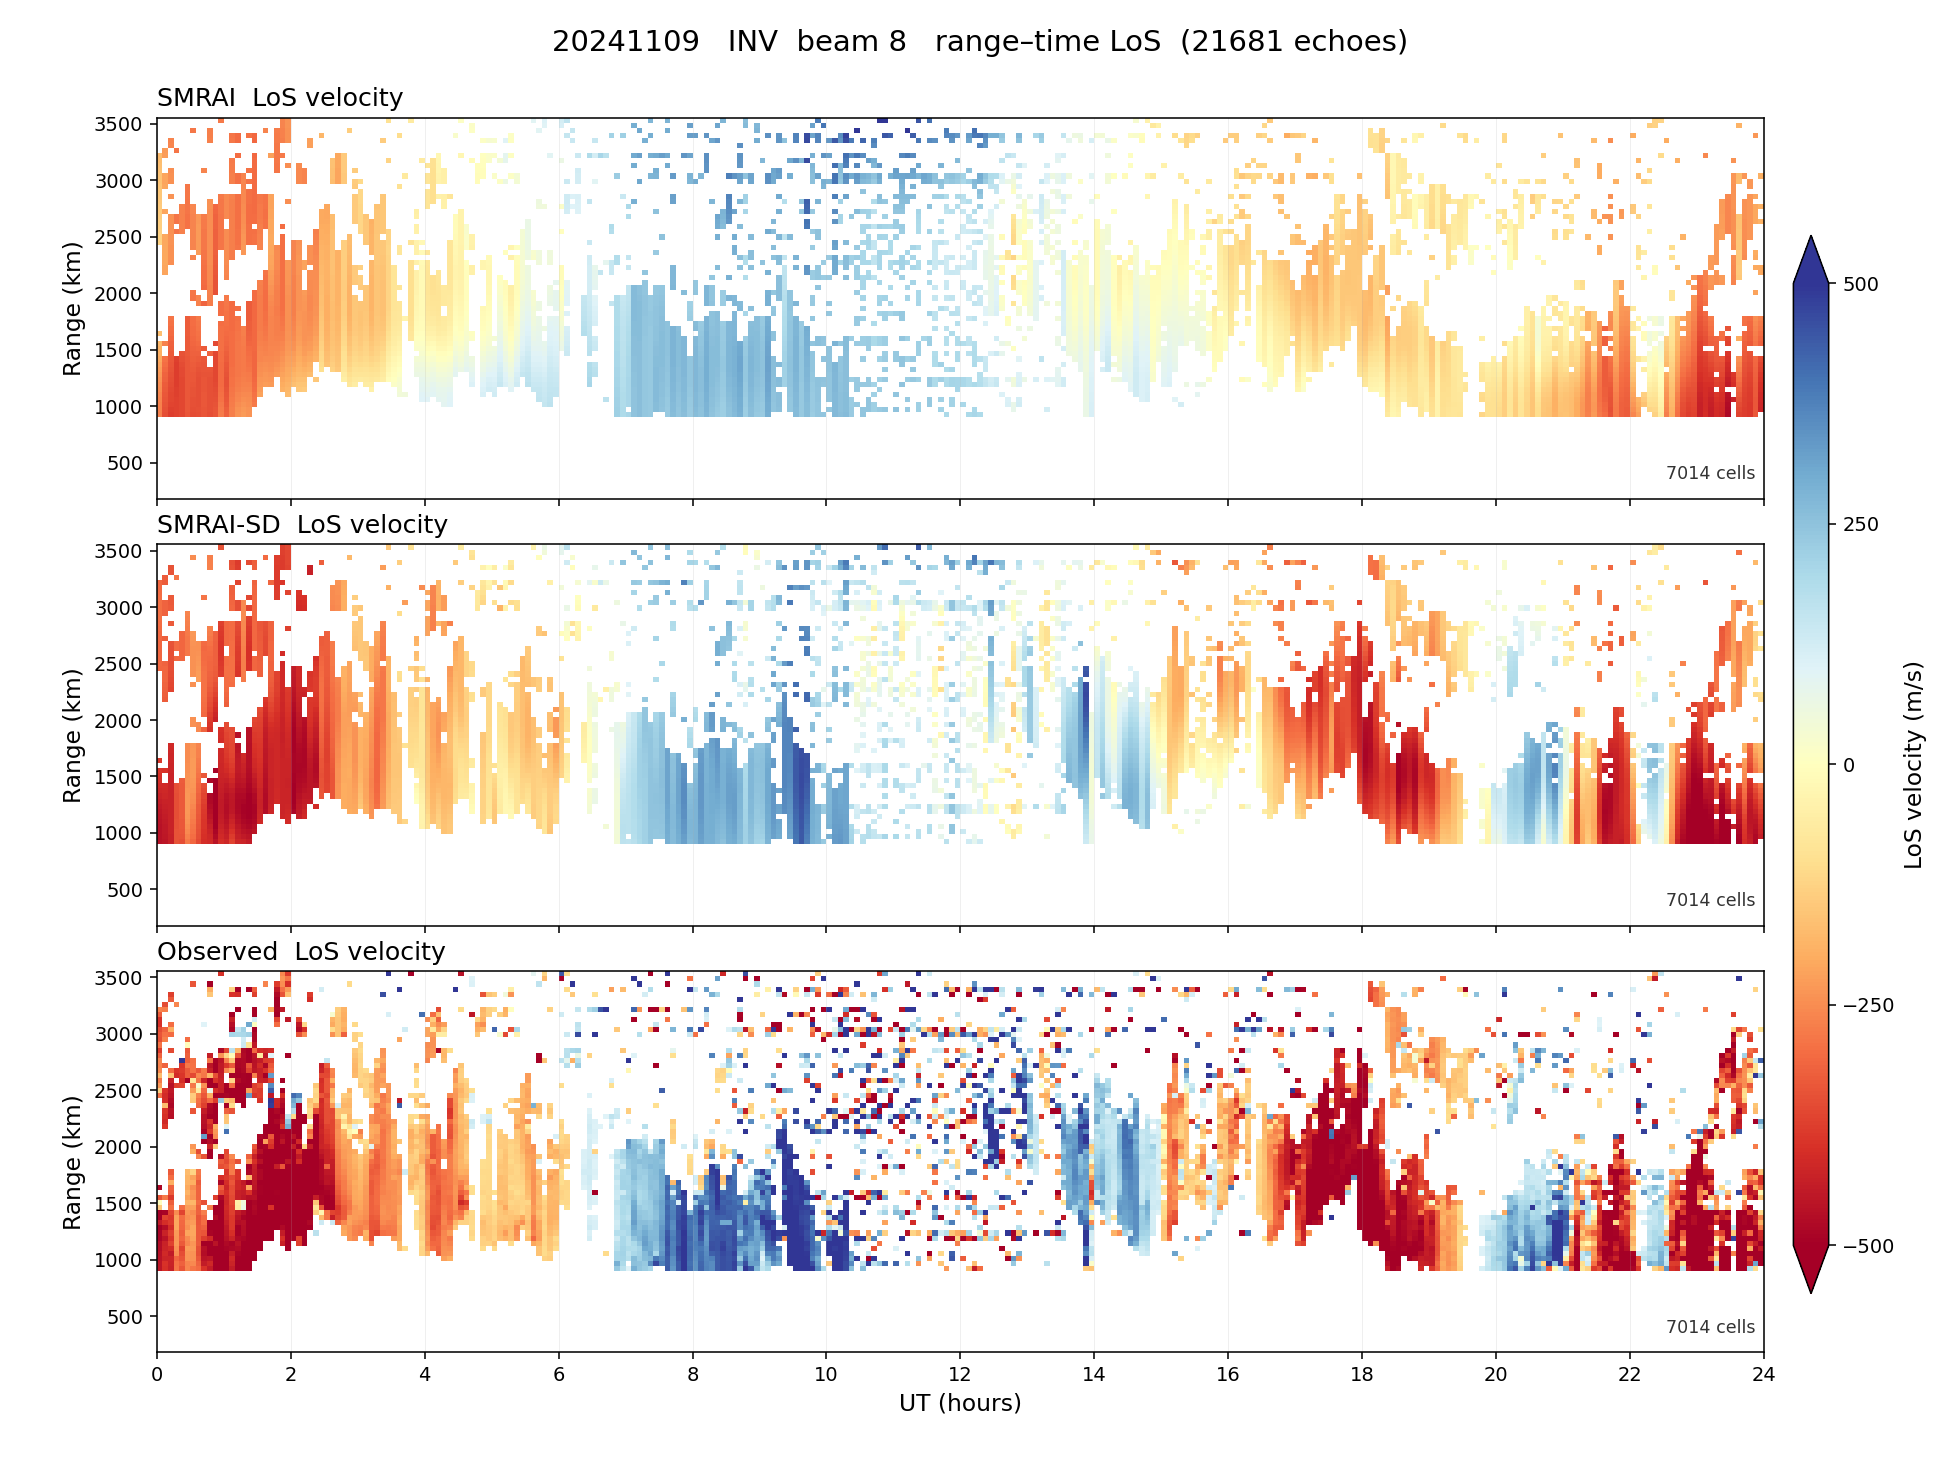 20241109   INV  beam 8   range–time LoS  (21681 echoes)
SMRAI  LoS velocity
3500
3000
2500
2000
1500
1000
500
Range (km)
7014 cells
SMRAI-SD  LoS velocity
3500
3000
2500
2000
1500
1000
500
Range (km)
7014 cells
Observed  LoS velocity
3500
3000
2500
2000
1500
1000
500
Range (km)
7014 cells
0 2 4 6 8 10 12 14 16 18 20 22 24
UT (hours)
500
250
0
−250
−500
LoS velocity (m/s)